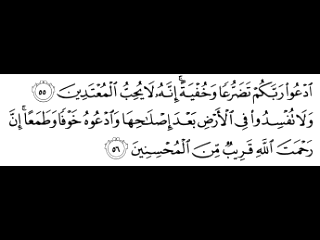 ٱدْعُوا۟ رَبَّكُمْ تَضَرُّعًا وَخُفْيَةً ۚ إِنَّهُۥ لَا يُحِبُّ ٱلْمُعْتَدِينَ ٥٥
وَلَا تُفْسِدُوا۟ فِى ٱلْأَرْضِ بَعْدَ إِصْلَٰحِهَا وَٱدْعُوهُ خَوْفًا وَطَمَعًا ۚ إِنَّ
رَحْمَتَ ٱللَّهِ قَرِيبٌ مِّنَ ٱلْمُحْسِنِينَ ٥٦